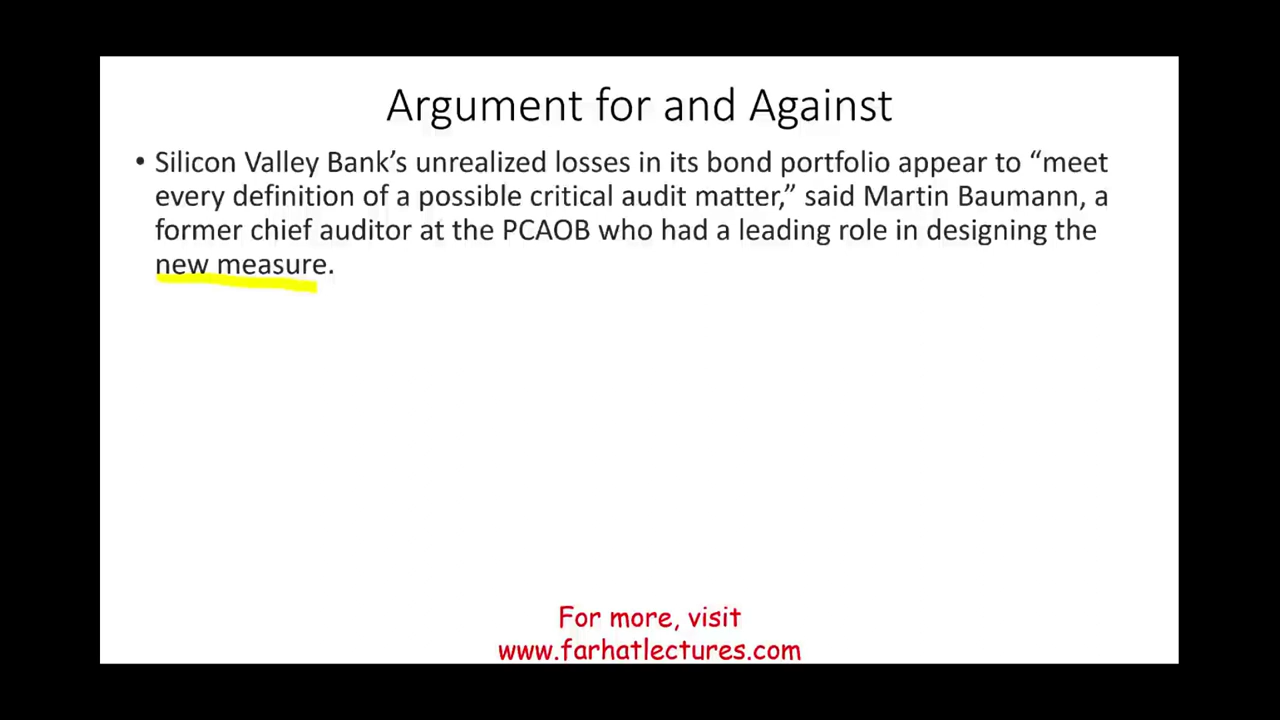 Argument for and Against
• Silicon Valley Bank’s unrealized losses in its bond portfolio appear to “meet
every definition of a possible critical audit matter,” said Martin Baumann, a
former chief auditor at the PCAOB who had a leading role in designing the
new measure.
For more, visit
www.farhatlectures.com